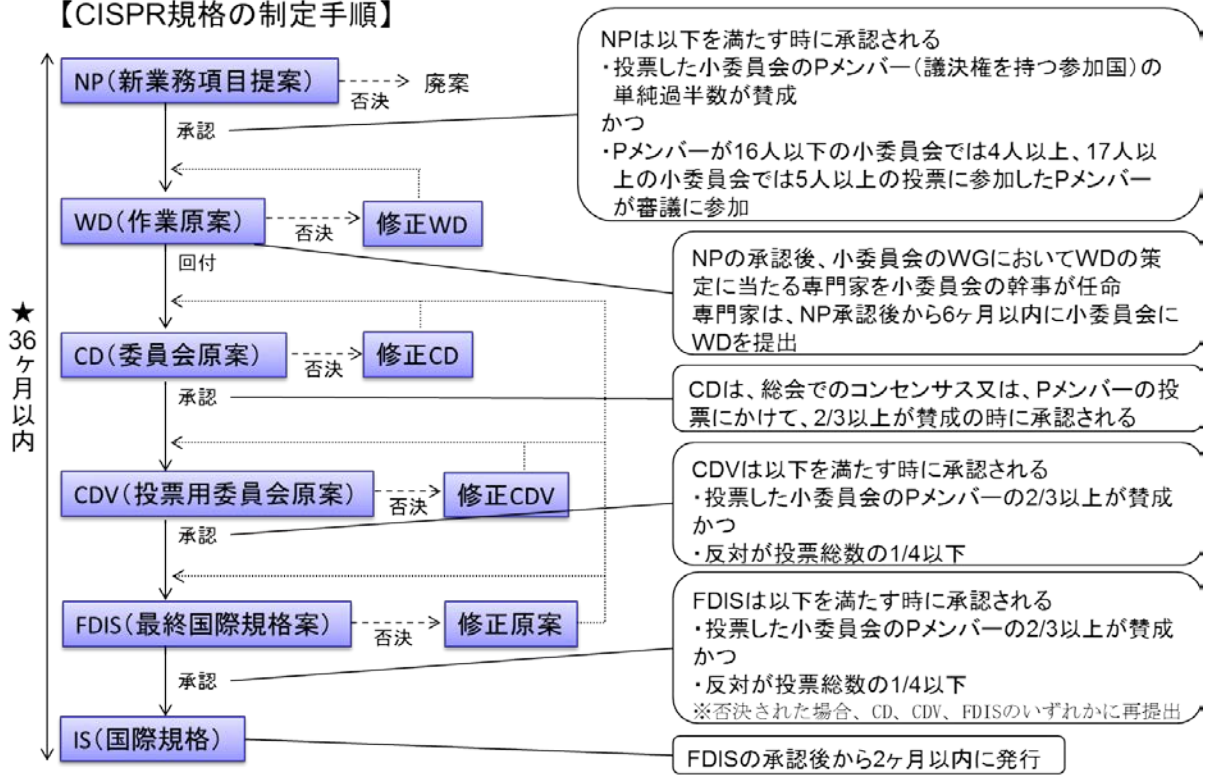 【CISPR規格の制定手順】
NP(新業務項目提案)
否決
廃案
承認
NPは以下を満たす時に承認される
・投票した小委員会のPメンバー(議決権を持つ参加国)の
単純過半数が賛成
かつ
・Pメンバーが16人以下の小委員会では4人以上、17人以
上の小委員会では5人以上の投票に参加したPメンバー
が審議に参加
WD(作業原案)
否決
修正WD
回付
NPの承認後、小委員会のWGにおいてWDの策
定に当たる専門家を小委員会の幹事が任命
専門家は、NP承認後から6ヶ月以内に小委員会に
WDを提出
★36ヶ月以内
CD(委員会原案)
否決
修正CD
承認
CDは、総会でのコンセンサス又は、Pメンバーの投
票にかけて、2/3以上が賛成の時に承認される
CDV(投票用委員会原案)
否決
修正CDV
承認
CDVは以下を満たす時に承認される
・投票した小委員会のPメンバーの2/3以上が賛成
かつ
・反対が投票総数の1/4以下
FDIS(最終国際規格案)
否決
修正原案
承認
FDISは以下を満たす時に承認される
・投票した小委員会のPメンバーの2/3以上が賛成
かつ
・反対が投票総数の1/4以下
※否決された場合、CD、CDV、FDISのいずれかに再提出
IS(国際規格)
FDISの承認後から2ヶ月以内に発行